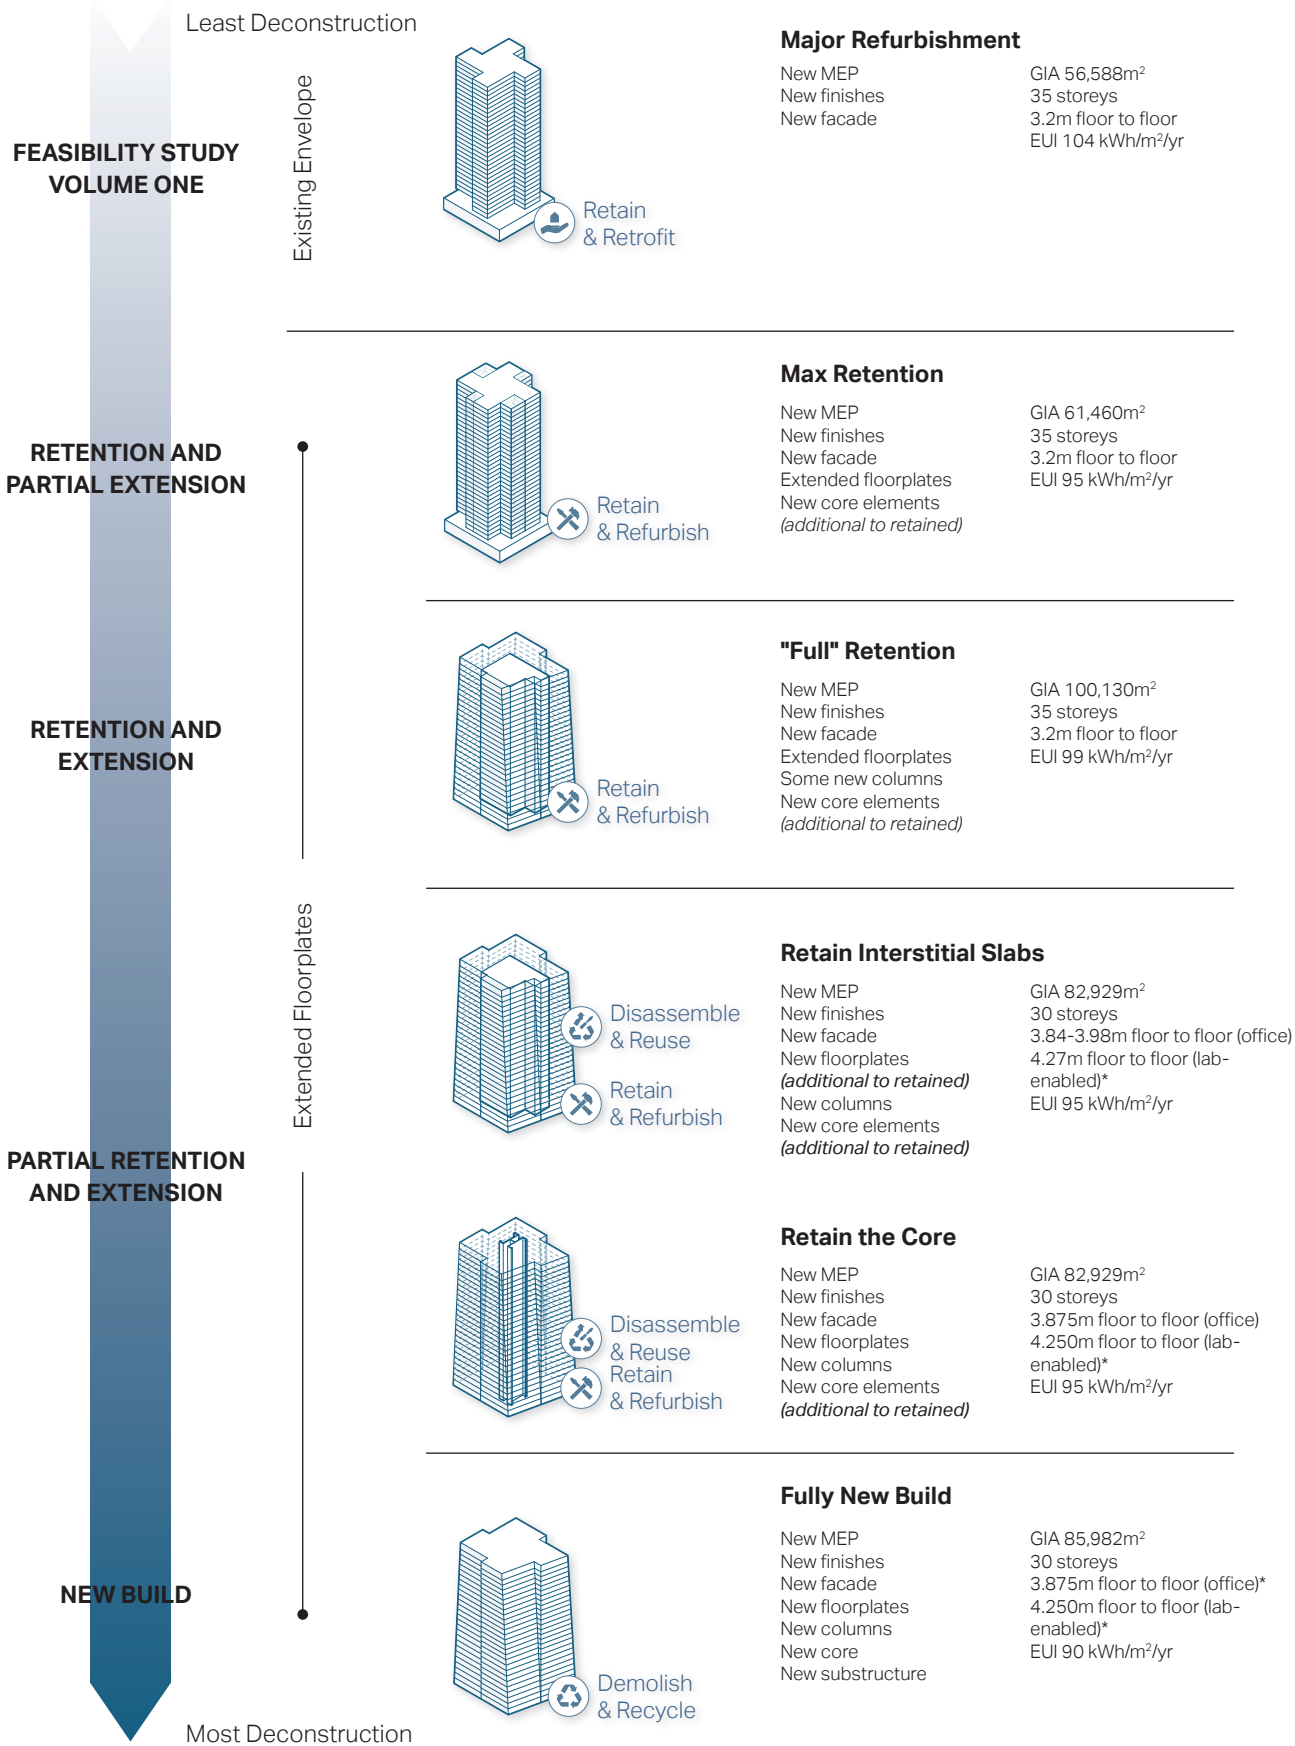 Least Deconstruction
FEASIBILITY STUDY
VOLUME ONE
Existing Envelope
Retain
& Retrofit
Major Refurbishment
New MEP
New finishes
New facade
GIA 56,588m²
35 storeys
3.2m floor to floor
EUI 104 kWh/m²/yr
RETENTION AND
PARTIAL EXTENSION
Retain
& Refurbish
Max Retention
New MEP
New finishes
New facade
Extended floorplates
New core elements
(additional to retained)
GIA 61,460m²
35 storeys
3.2m floor to floor
EUI 95 kWh/m²/yr
RETENTION AND
EXTENSION
Retain
& Refurbish
"Full" Retention
New MEP
New finishes
New facade
Extended floorplates
Some new columns
New core elements
(additional to retained)
GIA 100,130m²
35 storeys
3.2m floor to floor
EUI 99 kWh/m²/yr
Extended Floorplates
PARTIAL RETENTION
AND EXTENSION
Disassemble
& Reuse
Retain
& Refurbish
Retain Interstitial Slabs
New MEP
New finishes
New facade
New floorplates
(additional to retained)
New columns
New core elements
(additional to retained)
GIA 82,929m²
30 storeys
3.84-3.98m floor to floor (office)
4.27m floor to floor (lab-
enabled)*
EUI 95 kWh/m²/yr
Disassemble
& Reuse
Retain
& Refurbish
Retain the Core
New MEP
New finishes
New facade
New floorplates
New columns
New core elements
(additional to retained)
GIA 82,929m²
30 storeys
3.875m floor to floor (office)
4.250m floor to floor (lab-
enabled)*
EUI 95 kWh/m²/yr
NEW BUILD
Demolish
& Recycle
Fully New Build
New MEP
New finishes
New facade
New floorplates
New columns
New core
New substructure
GIA 85,982m²
30 storeys
3.875m floor to floor (office)*
4.250m floor to floor (lab-
enabled)*
EUI 90 kWh/m²/yr
Most Deconstruction